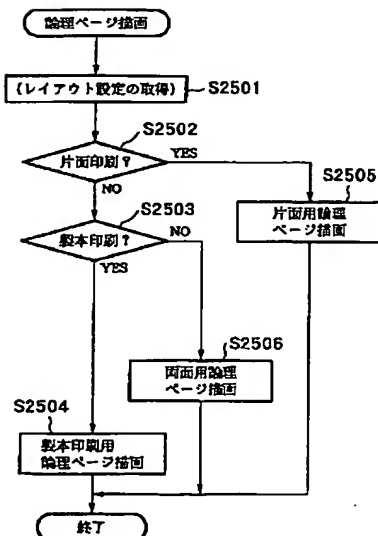 論理ページ描画
(レイアウト設定の取得)
S2501
S2502
片面印刷?
YES
NO
S2505
片面用論理
ページ描画
S2503
製本印刷?
NO
YES
S2506
両面用論理
ページ描画
S2504
製本印刷用
論理ページ描画
終了